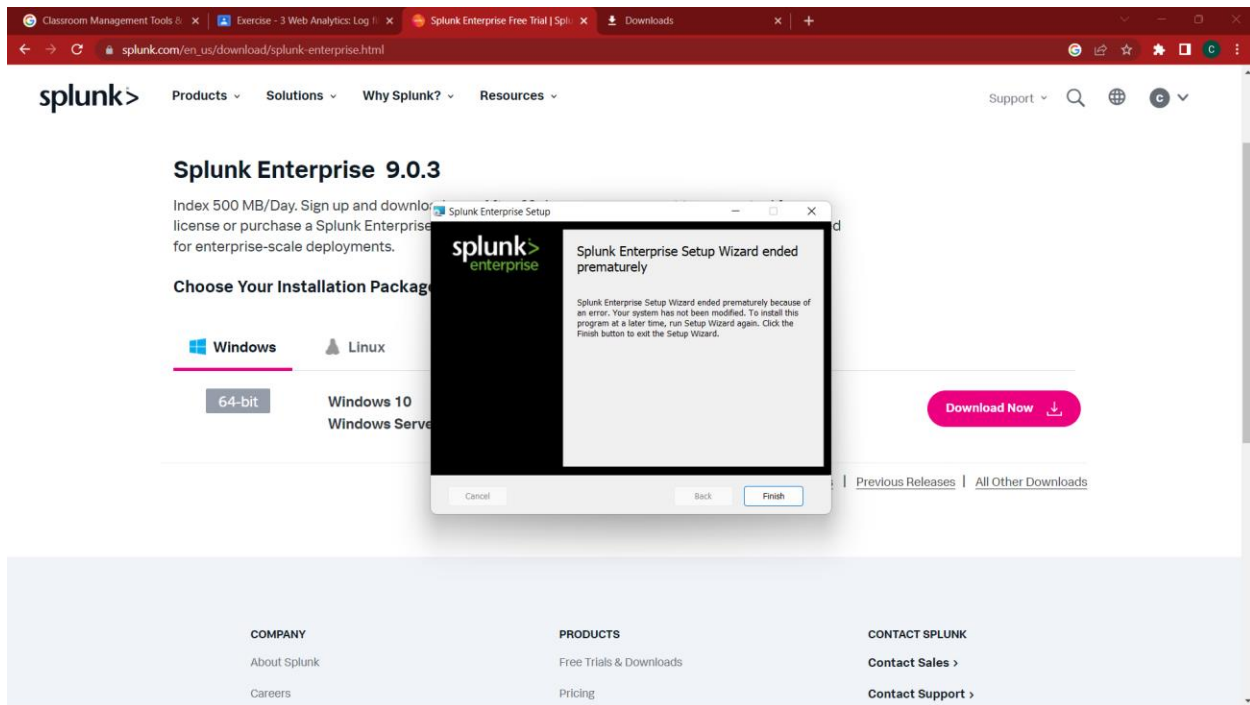 Classroom Management Tools &
Exercise - 3 Web Analytics: Log fi
Splunk Enterprise Free Trial | Splu
Downloads
splunk.com/en_us/download/splunk-enterprise.html
C
splunk>
Products
Solutions
Why Splunk?
Resources
Support
C
Splunk Enterprise 9.0.3
Index 500 MB/Day. Sign up and downlo
license or purchase a Splunk Enterprise
d
for enterprise-scale deployments.
Choose Your Installation Package
Windows
Linux
64-bit
Windows 10
Windows Serve
Download Now
Previous Releases | All Other Downloads
Splunk Enterprise Setup
splunk>
enterprise
Splunk Enterprise Setup Wizard ended
prematurely
Splunk Enterprise Setup Wizard ended prematurely because of
an error. Your system has not been modified. To install this
program at a later time, run Setup Wizard again. Click the
Finish button to exit the Setup Wizard.
Cancel
Back
Finish
COMPANY
PRODUCTS
CONTACT SPLUNK
About Splunk
Free Trials & Downloads
Contact Sales >
Careers
Pricing
Contact Support >